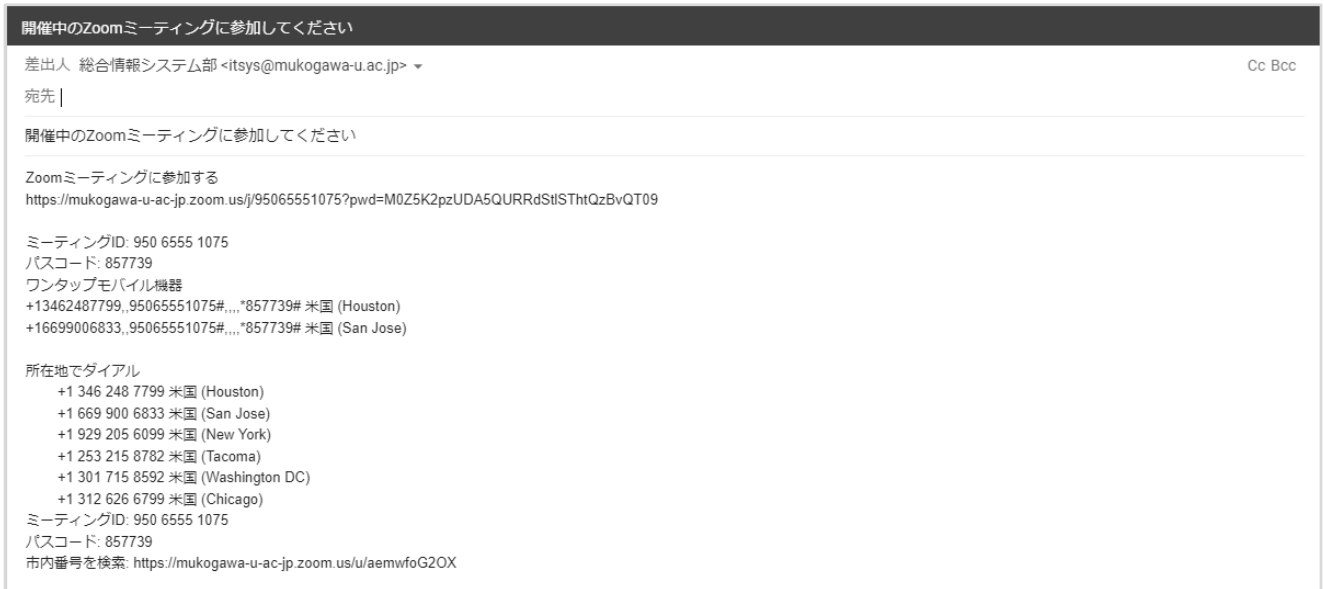 開催中のZoomミーティングに参加してください
差出人 総合情報システム部 <itsys@mukogawa-u.ac.jp>
Cc Bcc
宛先
開催中のZoomミーティングに参加してください
Zoomミーティングに参加する
https://mukogawa-u-ac-jp.zoom.us/j/95065551075?pwd=M0Z5K2pzUDA5QURRdStlSThtQzBvQT09
ミーティングID: 950 6555 1075
パスコード: 857739
ワンタップモバイル機器
+13462487799,,95065551075#,,,,*857739# 米国 (Houston)
+16699006833,,95065551075#,,,,*857739# 米国 (San Jose)
所在地でダイアル
+1 346 248 7799 米国 (Houston)
+1 669 900 6833 米国 (San Jose)
+1 929 205 6099 米国 (New York)
+1 253 215 8782 米国 (Tacoma)
+1 301 715 8592 米国 (Washington DC)
+1 312 626 6799 米国 (Chicago)
ミーティングID: 950 6555 1075
パスコード: 857739
市内番号を検索: https://mukogawa-u-ac-jp.zoom.us/u/aemwfoG2OX